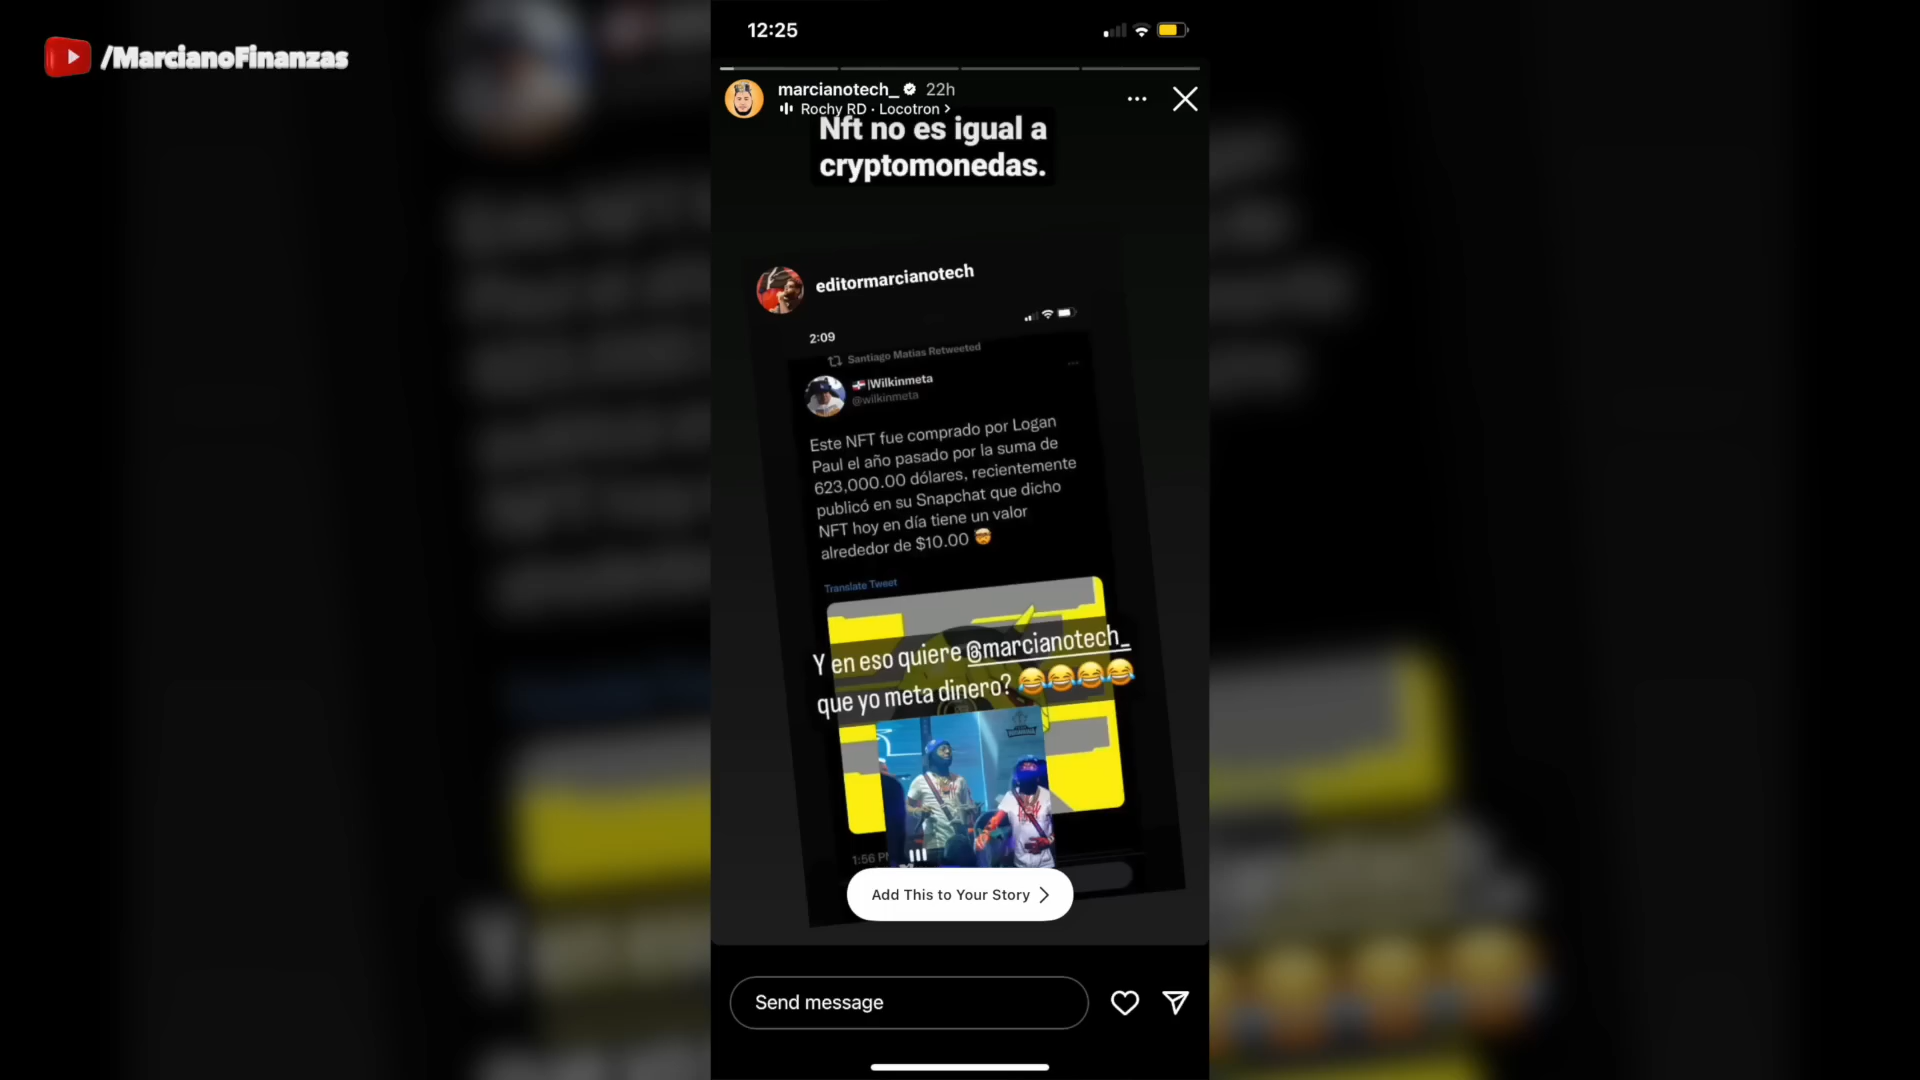 /MarcianoFinanzas
12:25
marcianotech_ 22h
Rochy RD · Locotron >
Nft no es igual a
cryptomonedas.
editormarcianotech
2:09
Santiago Matias Retweeted
🇩🇴|Wilkinmeta
@wilkinmeta
Este NFT fue comprado por Logan
Paul el año pasado por la suma de
623,000.00 dólares, recientemente
publicó en su Snapchat que dicho
NFT hoy en día tiene un valor
alrededor de $10.00 🤯
Translate Tweet
Y en eso quiere @marcianotech_
que yo meta dinero? 😂😂😂😂
1:56
Add This to Your Story >
Send message